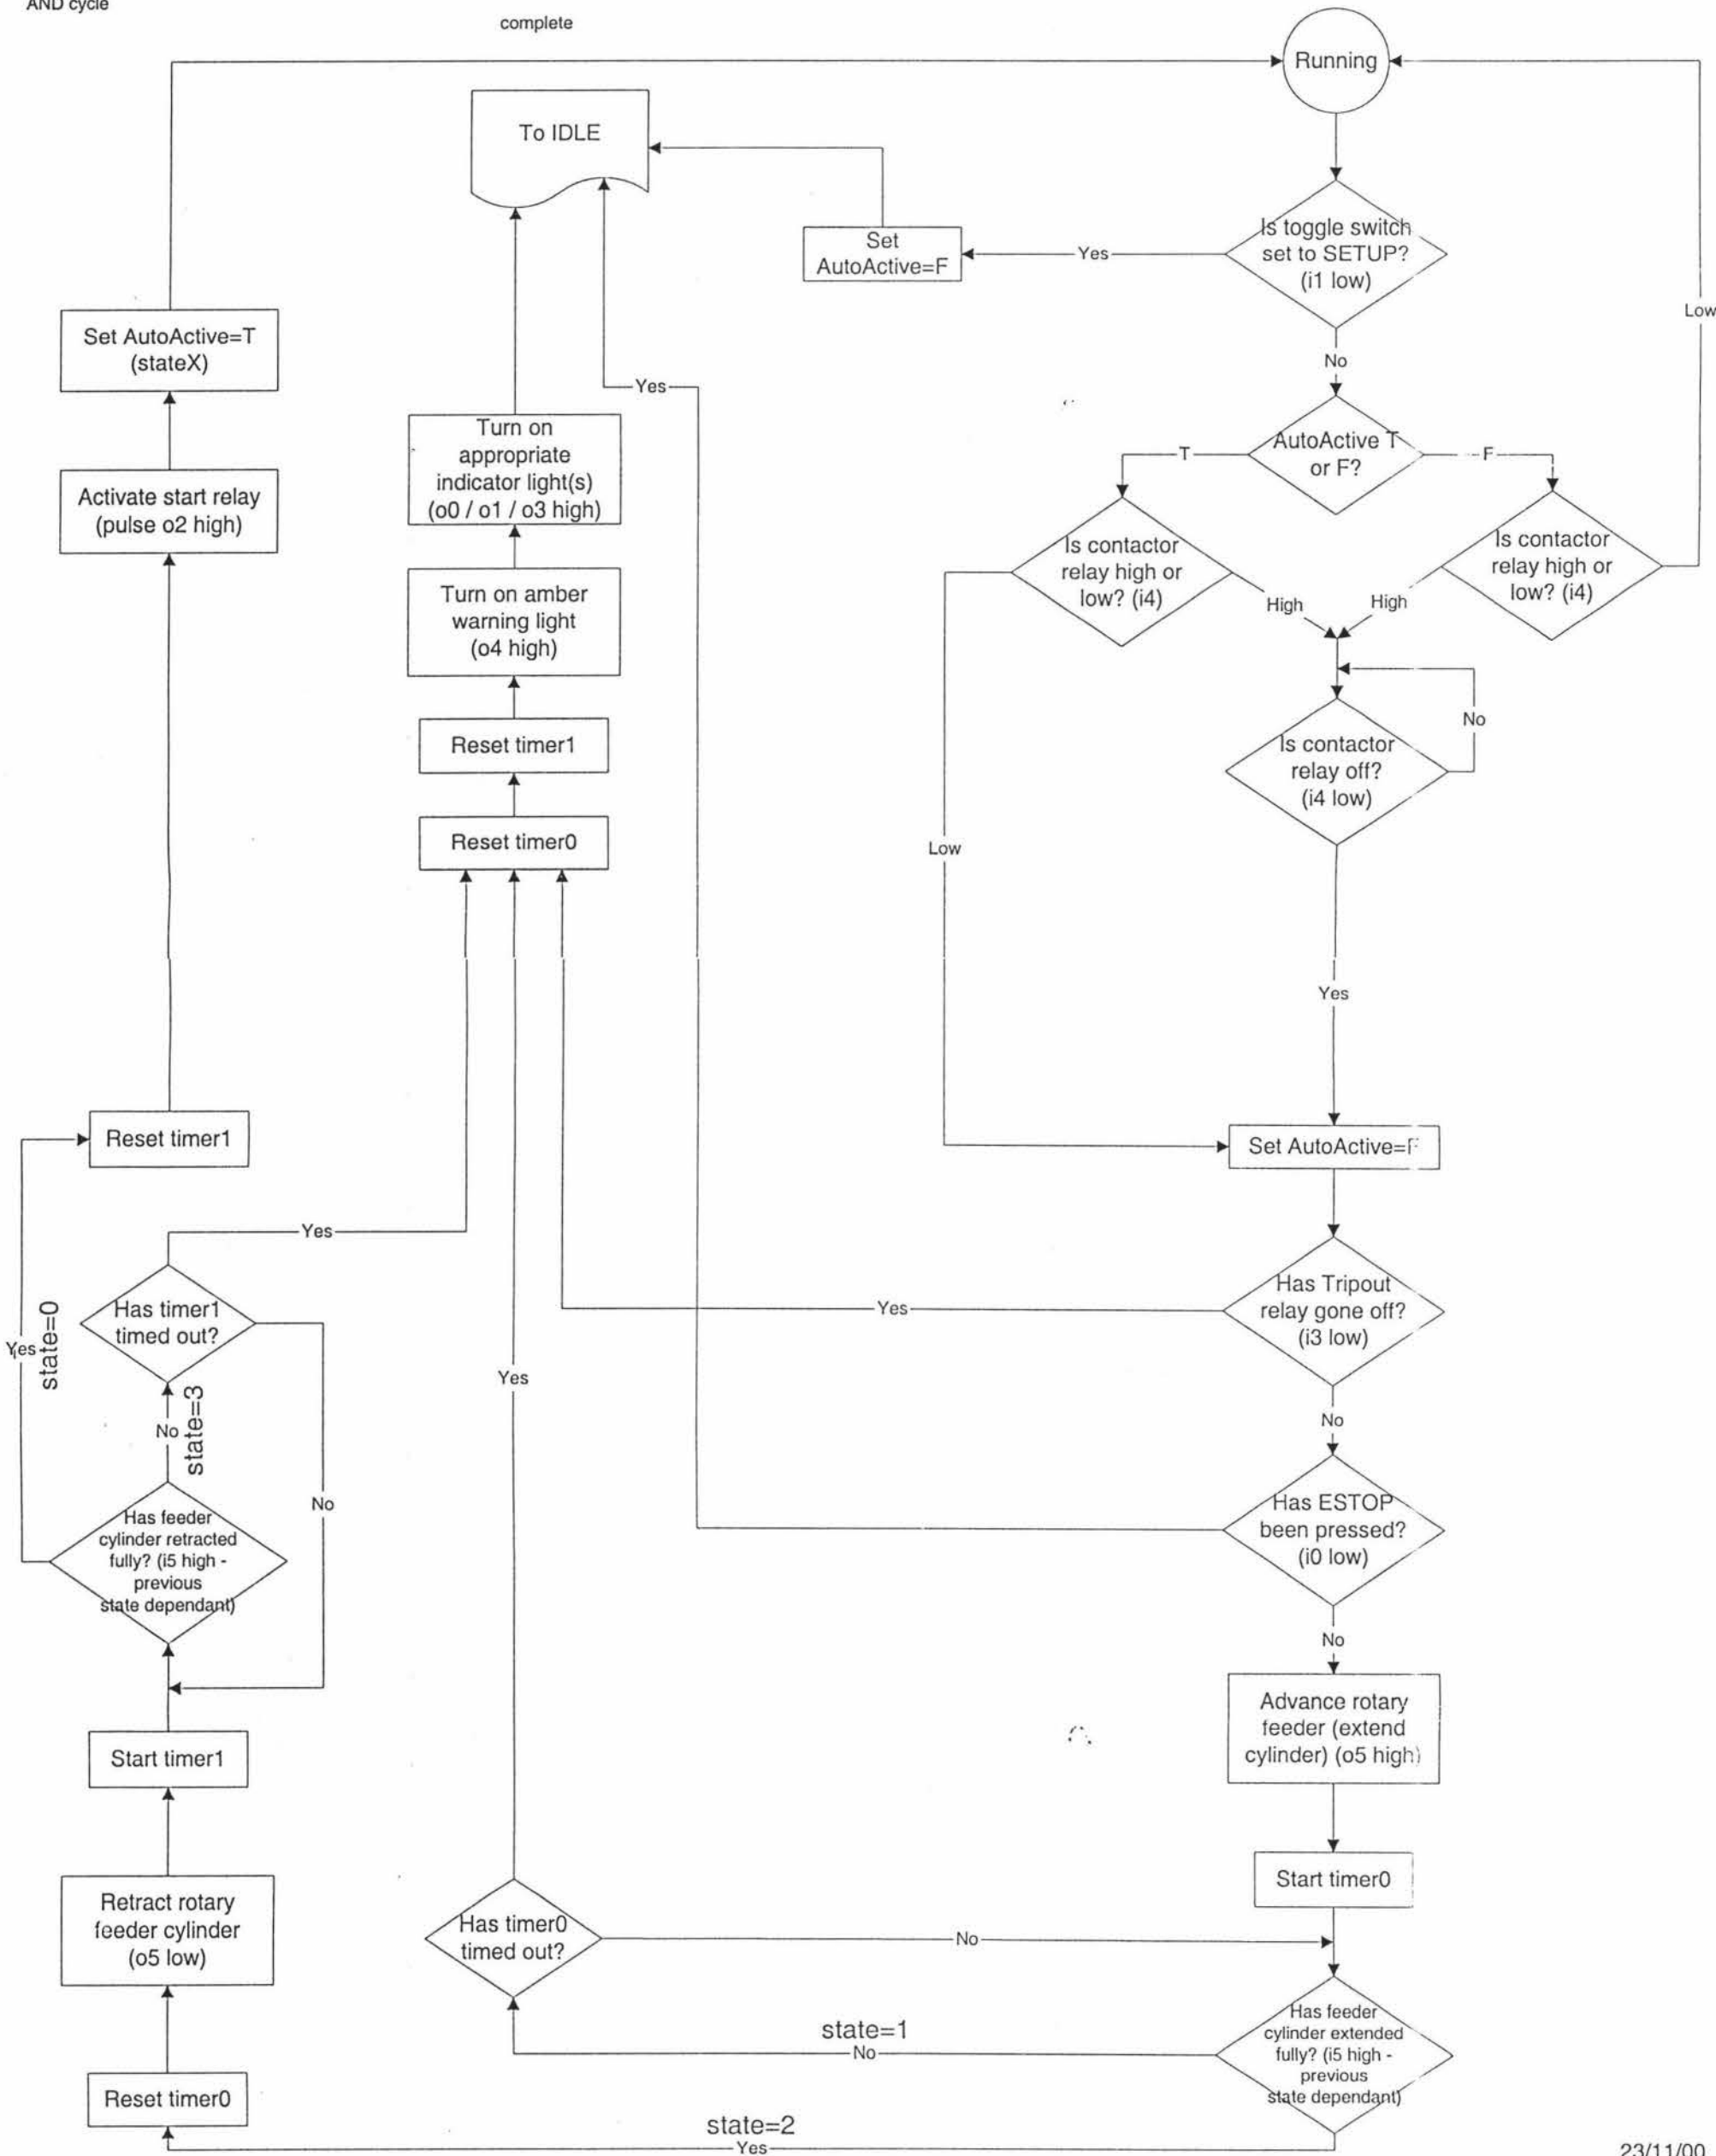 AND cycle
complete
Running
To IDLE
Is toggle switch
set to SETUP?
(i1 low)
Yes
Set
AutoActive=F
No
Low
Set AutoActive=T
(stateX)
Yes
AutoActive T
or F?
T
F
Turn on
appropriate
indicator light(s)
(o0 / o1 / o3 high)
Activate start relay
(pulse o2 high)
Is contactor
relay high or
low? (i4)
High
Is contactor
relay high or
low? (i4)
High
Turn on amber
warning light
(o4 high)
No
Reset timer1
Is contactor
relay off?
(i4 low)
Reset timer0
Low
Yes
Reset timer1
Set AutoActive=F
Yes
Has Tripout
relay gone off?
(i3 low)
Yes
Has timer1
timed out?
state=0
Yes
Yes
No
state=3
No
No
Has ESTOP
been pressed?
(i0 low)
Has feeder
cylinder retracted
fully? (i5 high -
previous
state dependant)
No
Advance rotary
feeder (extend
cylinder) (o5 high)
Start timer1
Start timer0
Retract rotary
feeder cylinder
(o5 low)
Has timer0
timed out?
No
Has feeder
cylinder extended
fully? (i5 high -
previous
state dependant)
state=1
No
Reset timer0
state=2
Yes
23/11/00